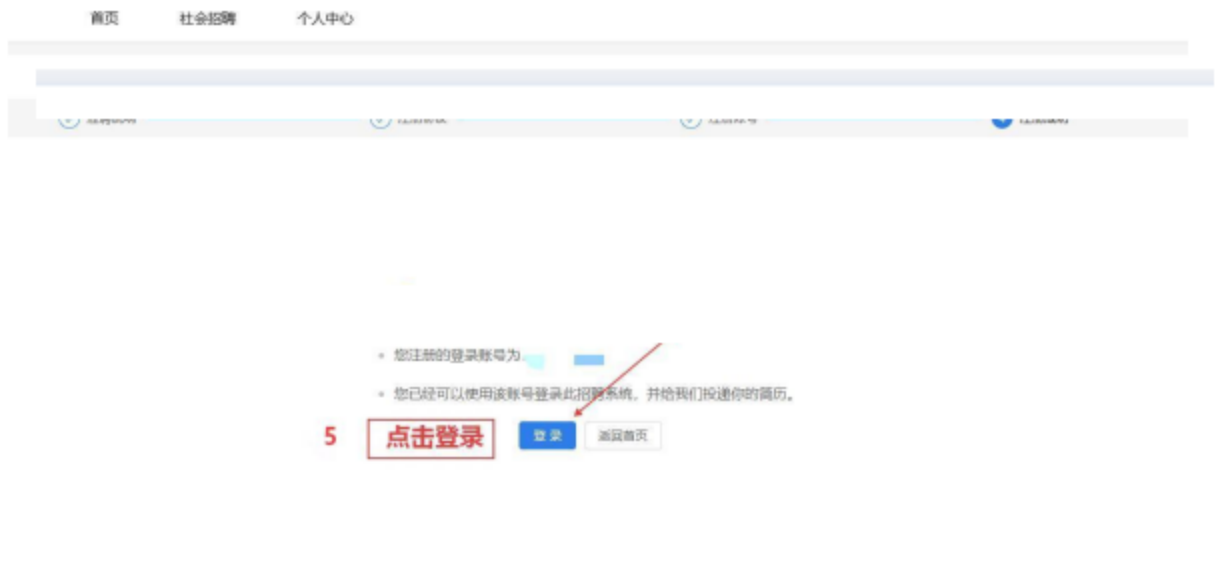 首页 社会招聘 个人中心
您注册的登录账号为
您已经可以使用该账号登录此招聘系统，并给我们投递你的简历。
5 点击登录 登录 返回首页